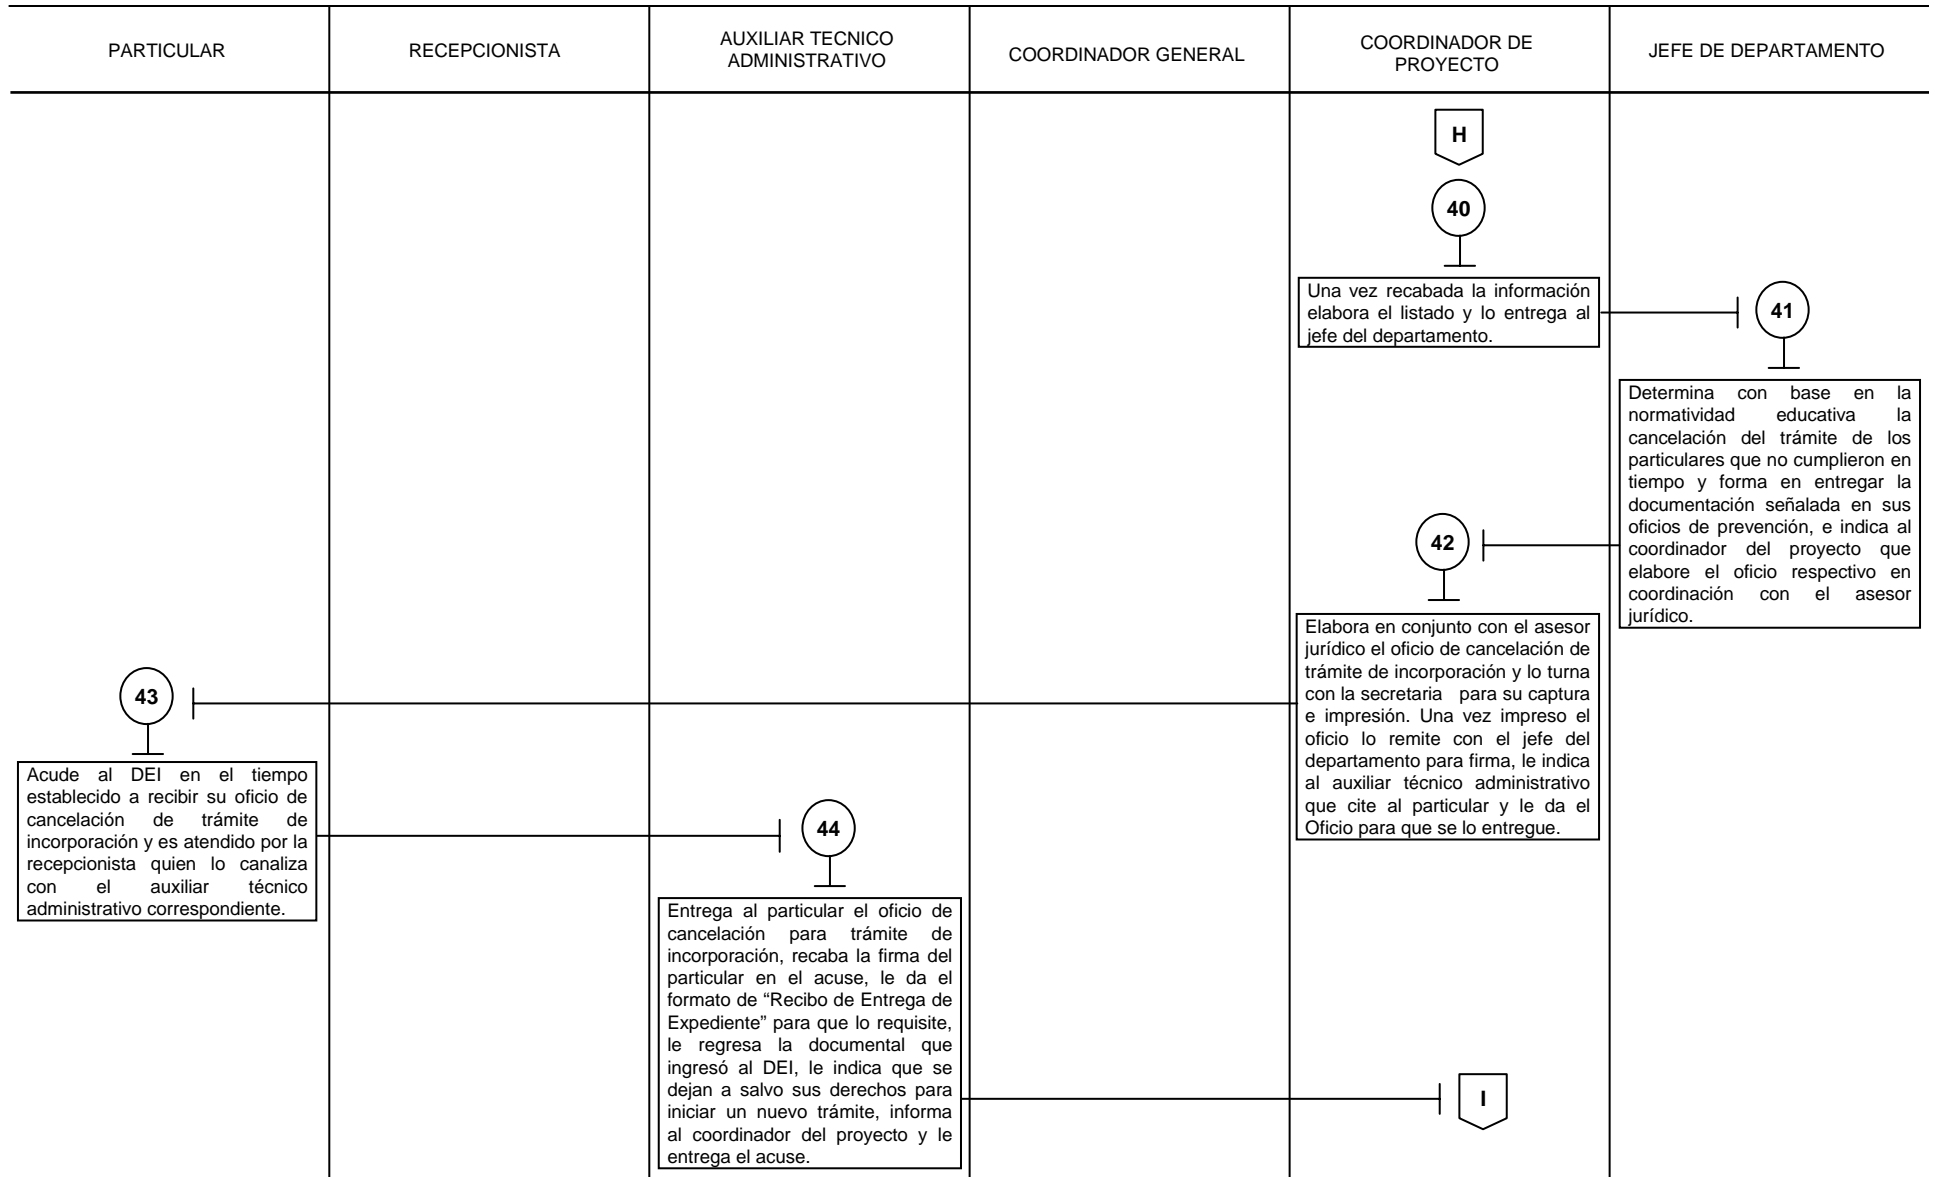 PARTICULAR
RECEPCIONISTA
AUXILIAR TECNICO
ADMINISTRATIVO
COORDINADOR GENERAL
COORDINADOR DE
PROYECTO
JEFE DE DEPARTAMENTO
H
40
Una vez recabada la información
elabora el listado y lo entrega al
jefe del departamento.
41
Determina con base en la
normatividad educativa la
cancelación del trámite de los
particulares que no cumplieron en
tiempo y forma en entregar la
documentación señalada en sus
oficios de prevención, e indica al
coordinador del proyecto que
elabore el oficio respectivo en
coordinación con el asesor
jurídico.
42
Elabora en conjunto con el asesor
jurídico el oficio de cancelación de
trámite de incorporación y lo turna
con la secretaria para su captura
e impresión. Una vez impreso el
oficio lo remite con el jefe del
departamento para firma, le indica
al auxiliar técnico administrativo
que cite al particular y le da el
Oficio para que se lo entregue.
43
Acude al DEI en el tiempo
establecido a recibir su oficio de
cancelación de trámite de
incorporación y es atendido por la
recepcionista quien lo canaliza
con el auxiliar técnico
administrativo correspondiente.
44
Entrega al particular el oficio de
cancelación para trámite de
incorporación, recaba la firma del
particular en el acuse, le da el
formato de “Recibo de Entrega de
Expediente” para que lo requisite,
le regresa la documental que
ingresó al DEI, le indica que se
dejan a salvo sus derechos para
iniciar un nuevo trámite, informa
al coordinador del proyecto y le
entrega el acuse.
I